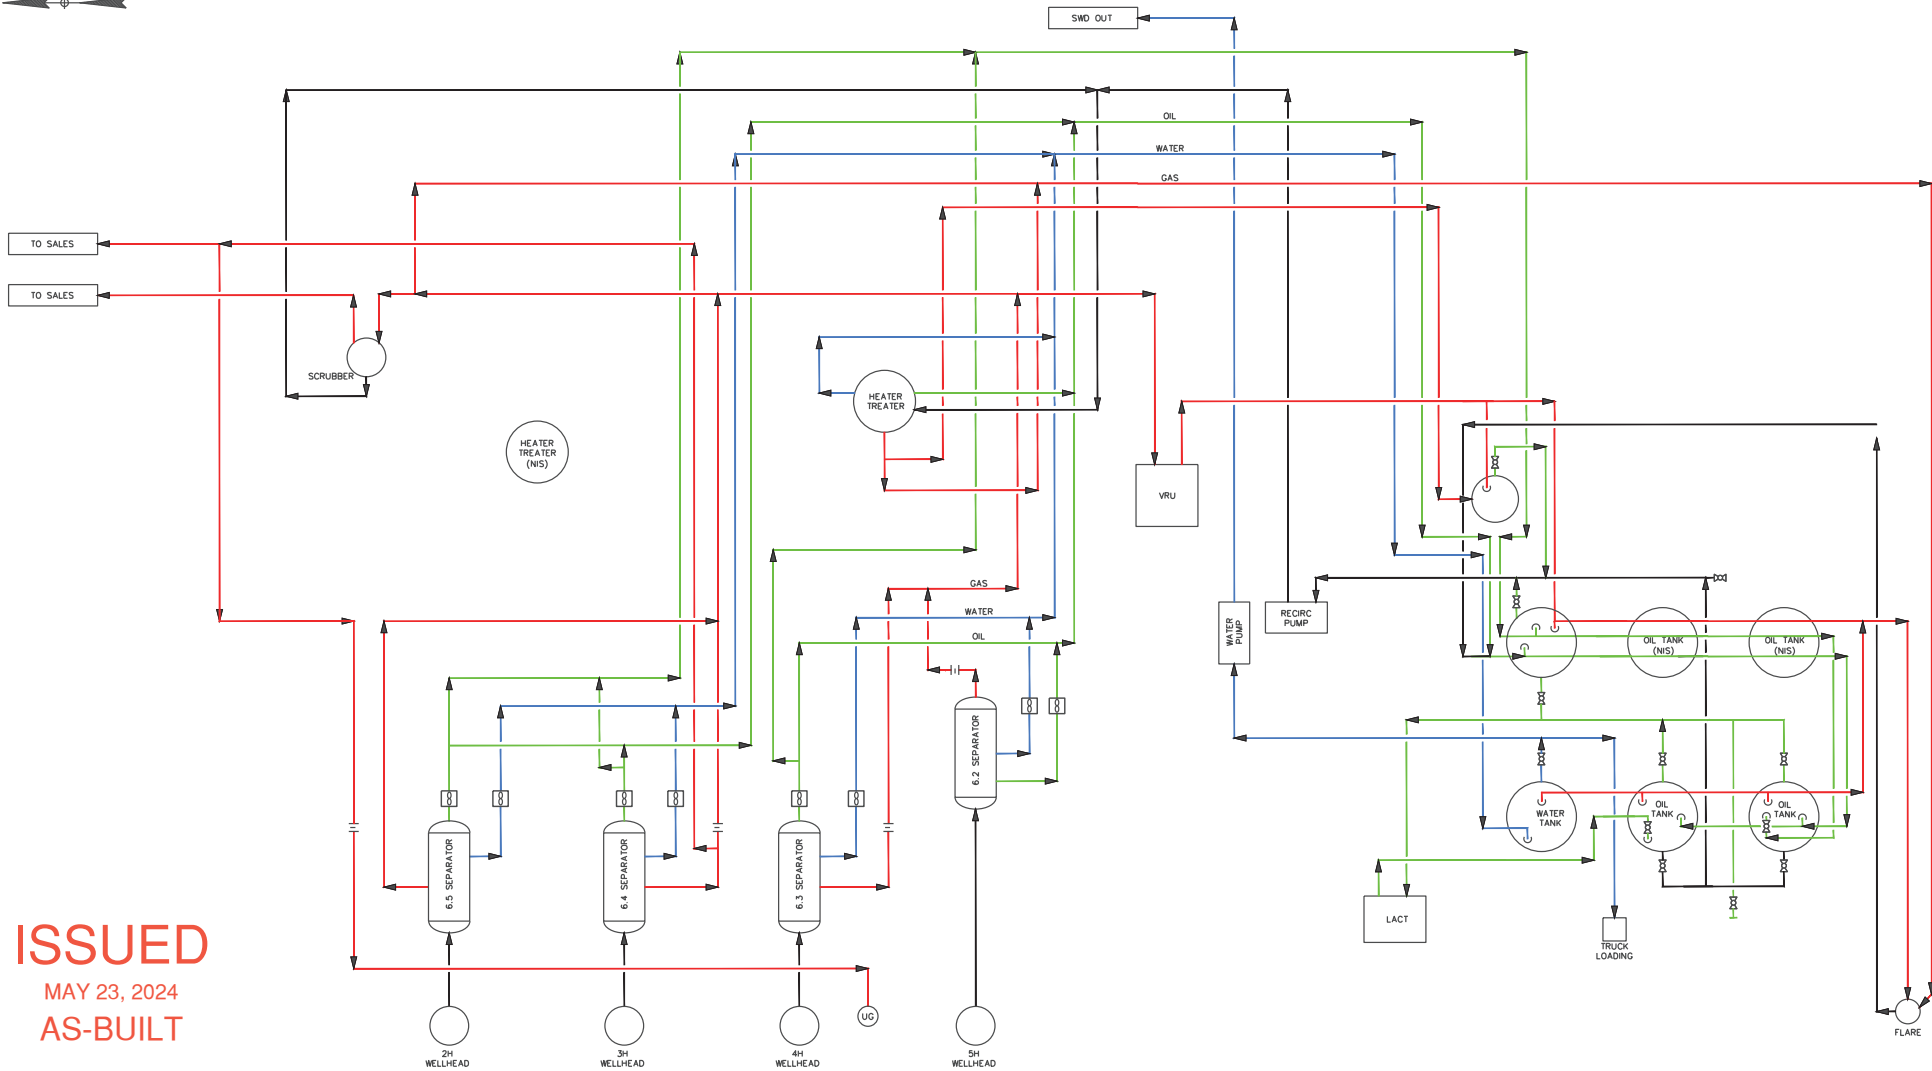 SWD OUT
OIL
WATER
GAS
TO SALES
TO SALES
SCRUBBER
HEATER
TREATER
HEATER
TREATER
(NIS)
VRU
GAS
WATER
OIL
WATER
PUMP
RECIRC
PUMP
OIL TANK
(NIS)
OIL TANK
(NIS)
6.2 SEPARATOR
WATER
TANK
OIL
TANK
OIL
TANK
6.5 SEPARATOR
6.4 SEPARATOR
6.3 SEPARATOR
LACT
TRUCK
LOADING
ISSUED
MAY 23, 2024
AS-BUILT
UG
FLARE
2H
WELLHEAD
3H
WELLHEAD
4H
WELLHEAD
5H
WELLHEAD